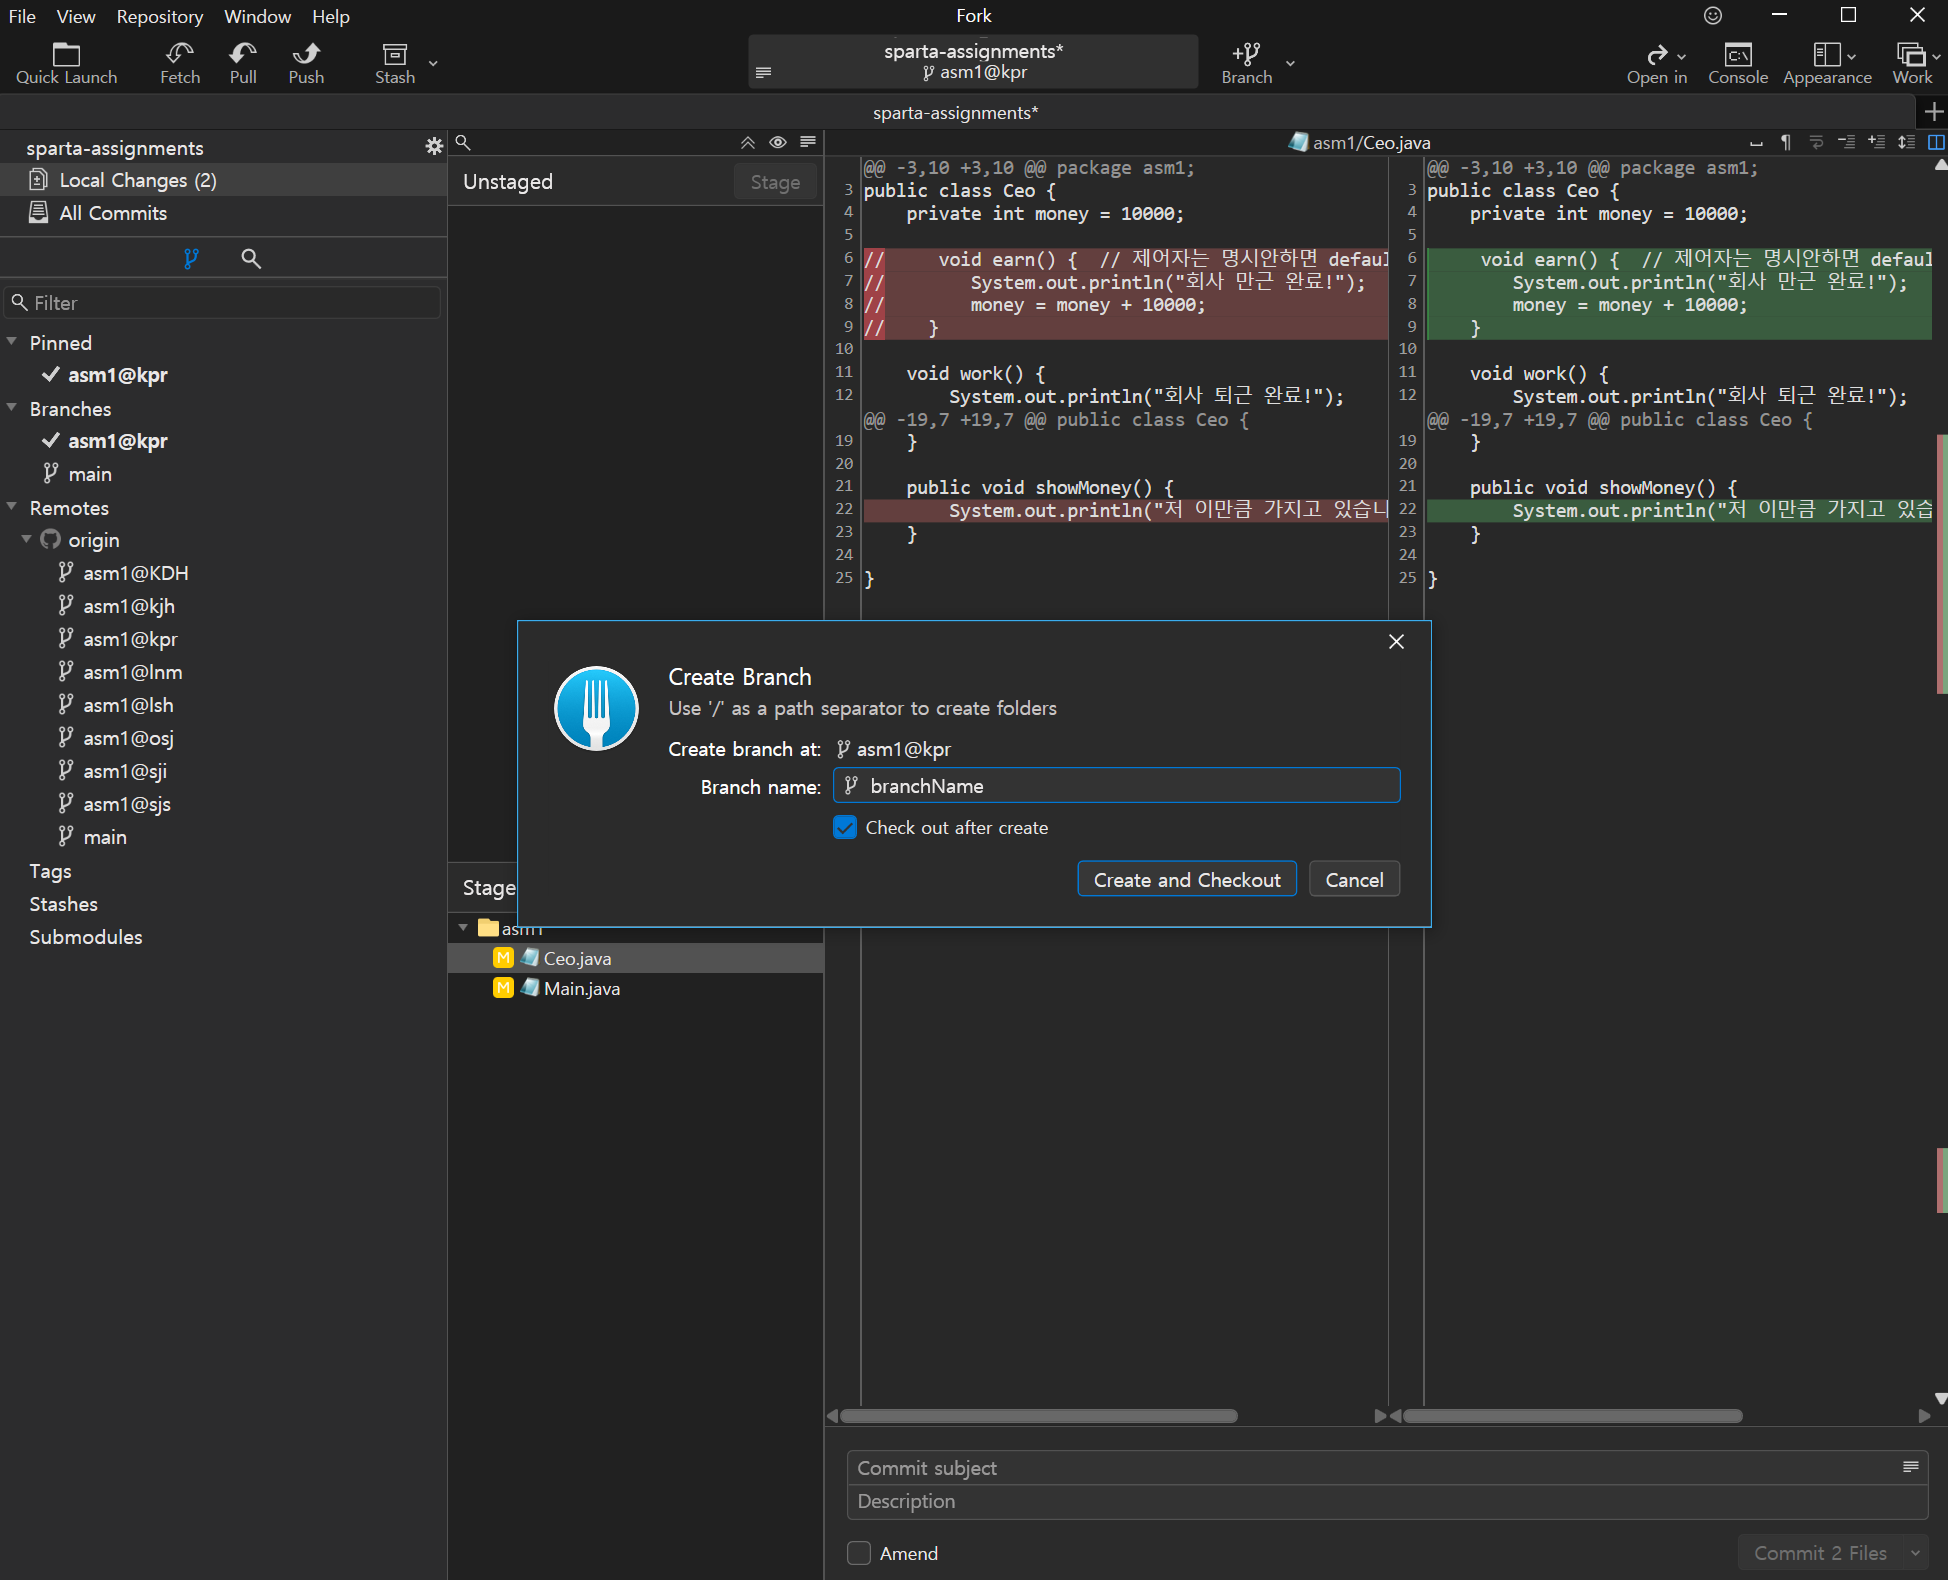 File View Repository Window Help
Fork
Quick Launch
Fetch
Pull
Push
Stash
sparta-assignments*
asm1@kpr
Branch
Open in
Console
Appearance
Work
sparta-assignments*
sparta-assignments
Local Changes (2)
All Commits
Filter
Pinned
asm1@kpr
Branches
asm1@kpr
main
Remotes
origin
asm1@KDH
asm1@kjh
asm1@kpr
asm1@lnm
asm1@lsh
asm1@osj
asm1@sji
asm1@sjs
main
Tags
Stashes
Submodules
Unstaged
Stage
Stage
asm1
M Ceo.java
M Main.java
asm1/Ceo.java
@@ -3,10 +3,10 @@ package asm1;
3 public class Ceo {
4 private int money = 10000;
5
6 // void earn() { // 제어자는 명시안하면 defaul
7 // System.out.println("회사 만근 완료!");
8 // money = money + 10000;
9 // }
10
11 void work() {
12 System.out.println("회사 퇴근 완료!");
@@ -19,7 +19,7 @@ public class Ceo {
19 }
20
21 public void showMoney() {
22 System.out.println("저 이만큼 가지고 있습니
23 }
24
25 }
@@ -3,10 +3,10 @@ package asm1;
3 public class Ceo {
4 private int money = 10000;
5
6 void earn() { // 제어자는 명시안하면 defaul
7 System.out.println("회사 만근 완료!");
8 money = money + 10000;
9 }
10
11 void work() {
12 System.out.println("회사 퇴근 완료!");
@@ -19,7 +19,7 @@ public class Ceo {
19 }
20
21 public void showMoney() {
22 System.out.println("저 이만큼 가지고 있습
23 }
24
25 }
Create Branch
Use '/' as a path separator to create folders
Create branch at: asm1@kpr
Branch name: branchName
Check out after create
Create and Checkout
Cancel
Commit subject
Description
Amend
Commit 2 Files